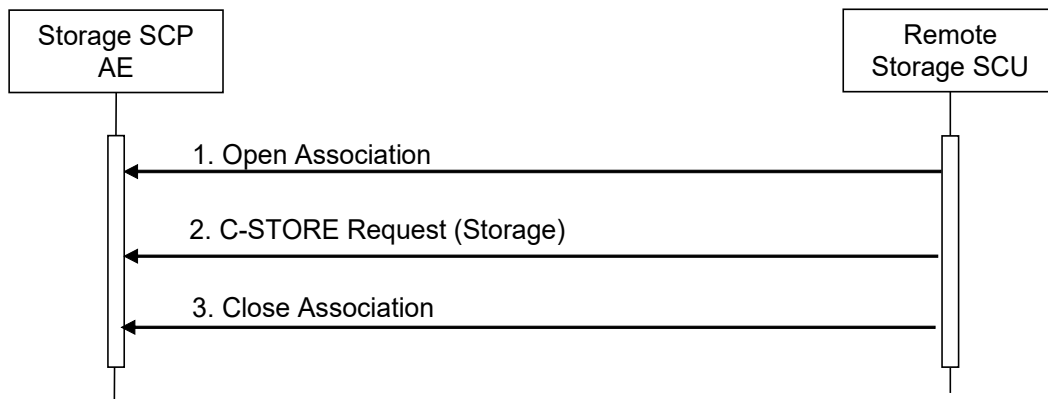 Storage SCP
AE
Remote
Storage SCU
1. Open Association
2. C-STORE Request (Storage)
3. Close Association